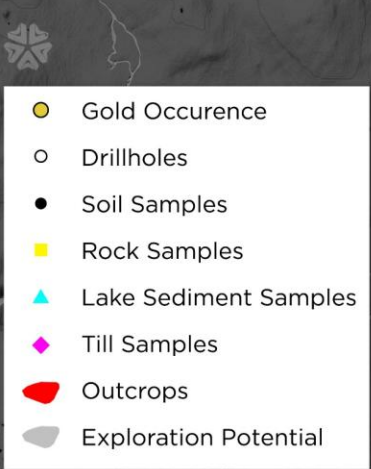 Gold Occurence
Drillholes
Soil Samples
Rock Samples
Lake Sediment Samples
Till Samples
Outcrops
Exploration Potential